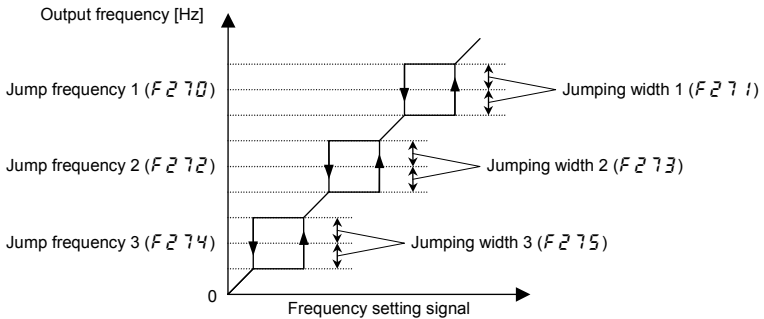 Output frequency [Hz]
Jump frequency 1 (F270)
Jumping width 1 (F271)
Jump frequency 2 (F272)
Jumping width 2 (F273)
Jump frequency 3 (F274)
Jumping width 3 (F275)
0
Frequency setting signal